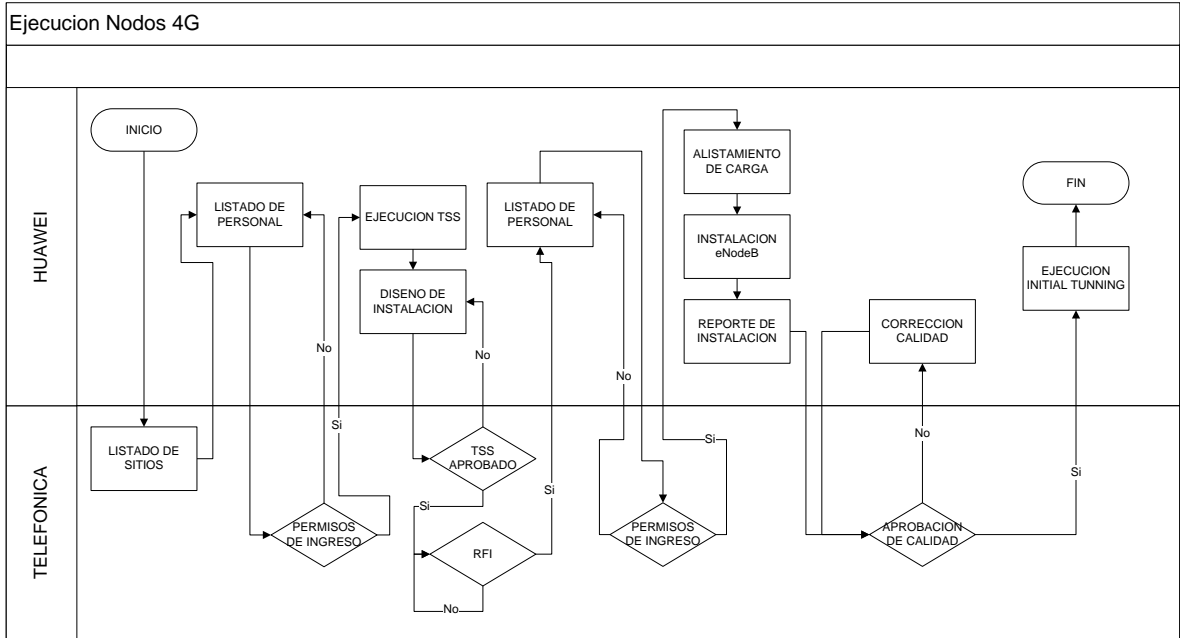 Ejecucion Nodos 4G
HUAWEI
INICIO
LISTADO DE
PERSONAL
EJECUCION TSS
DISENO DE
INSTALACION
LISTADO DE
PERSONAL
ALISTAMIENTO
DE CARGA
INSTALACION
eNodeB
REPORTE DE
INSTALACION
CORRECCION
CALIDAD
FIN
EJECUCION
INITIAL TUNNING
No
No
No
TELEFONICA
LISTADO DE
SITIOS
Si
PERMISOS
DE INGRESO
TSS
APROBADO
Si
RFI
No
Si
PERMISOS
DE INGRESO
Si
No
APROBACION
DE CALIDAD
Si